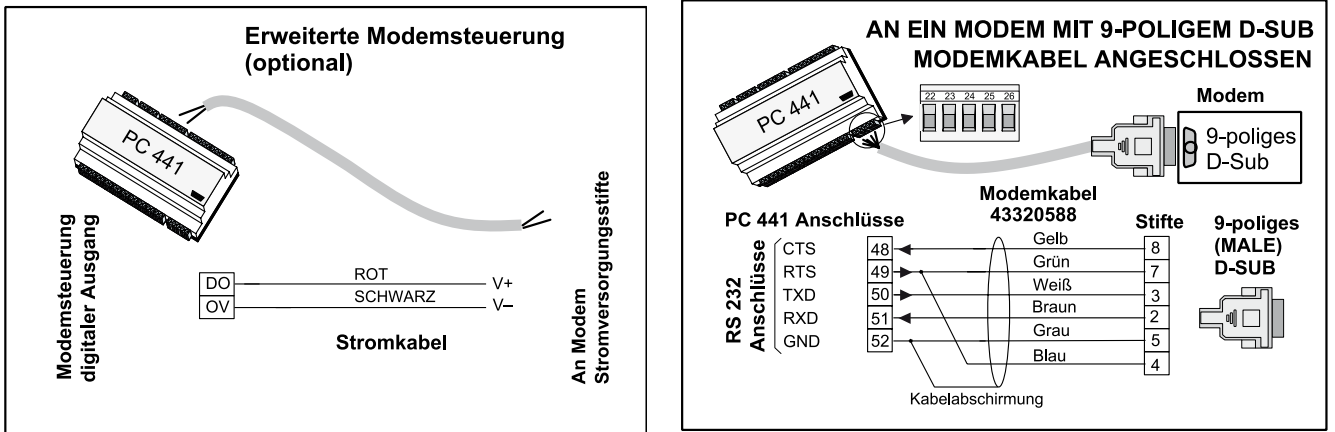 Erweiterte Modemsteuerung
(optional)
PC 441
Modemsteuerung
digitaler Ausgang
DO
OV
ROT
SCHWARZ
V+
V–
Stromkabel
An Modem
Stromversorgungsstifte
AN EIN MODEM MIT 9-POLIGEM D-SUB
MODEMKABEL ANGESCHLOSSEN
PC 441
22 23 24 25 26
Modem
9-poliges
D-Sub
Modemkabel
43320588
PC 441 Anschlüsse
Stifte
9-poliges
(MALE)
D-SUB
RS 232
Anschlüsse
CTS 48 Gelb 8
RTS 49 Grün 7
TXD 50 Weiß 3
RXD 51 Braun 2
GND 52 Grau 5
Blau 4
Kabelabschirmung